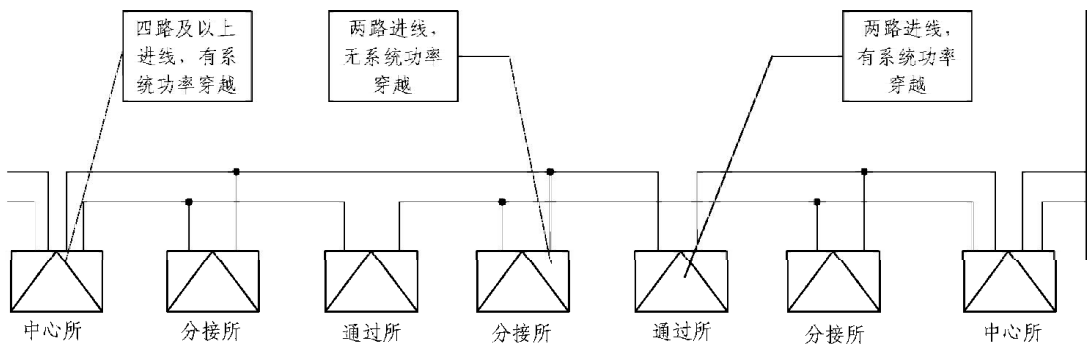 四路及以上
进线，有系
统功率穿越
两路进线，
无系统功率
穿越
两路进线，
有系统功率
穿越
中心所
分接所
通过所
分接所
通过所
分接所
中心所